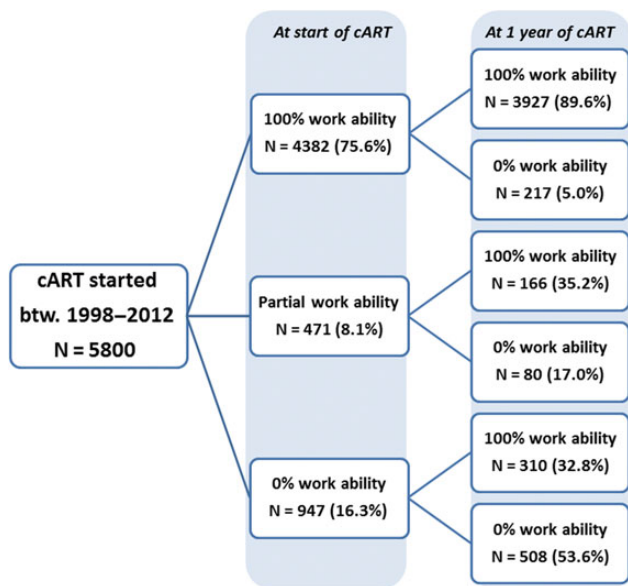 At start of cART
At 1 year of cART
cART started
btw. 1998–2012
N = 5800
100% work ability
N = 4382 (75.6%)
100% work ability
N = 3927 (89.6%)
0% work ability
N = 217 (5.0%)
Partial work ability
N = 471 (8.1%)
100% work ability
N = 166 (35.2%)
0% work ability
N = 80 (17.0%)
0% work ability
N = 947 (16.3%)
100% work ability
N = 310 (32.8%)
0% work ability
N = 508 (53.6%)